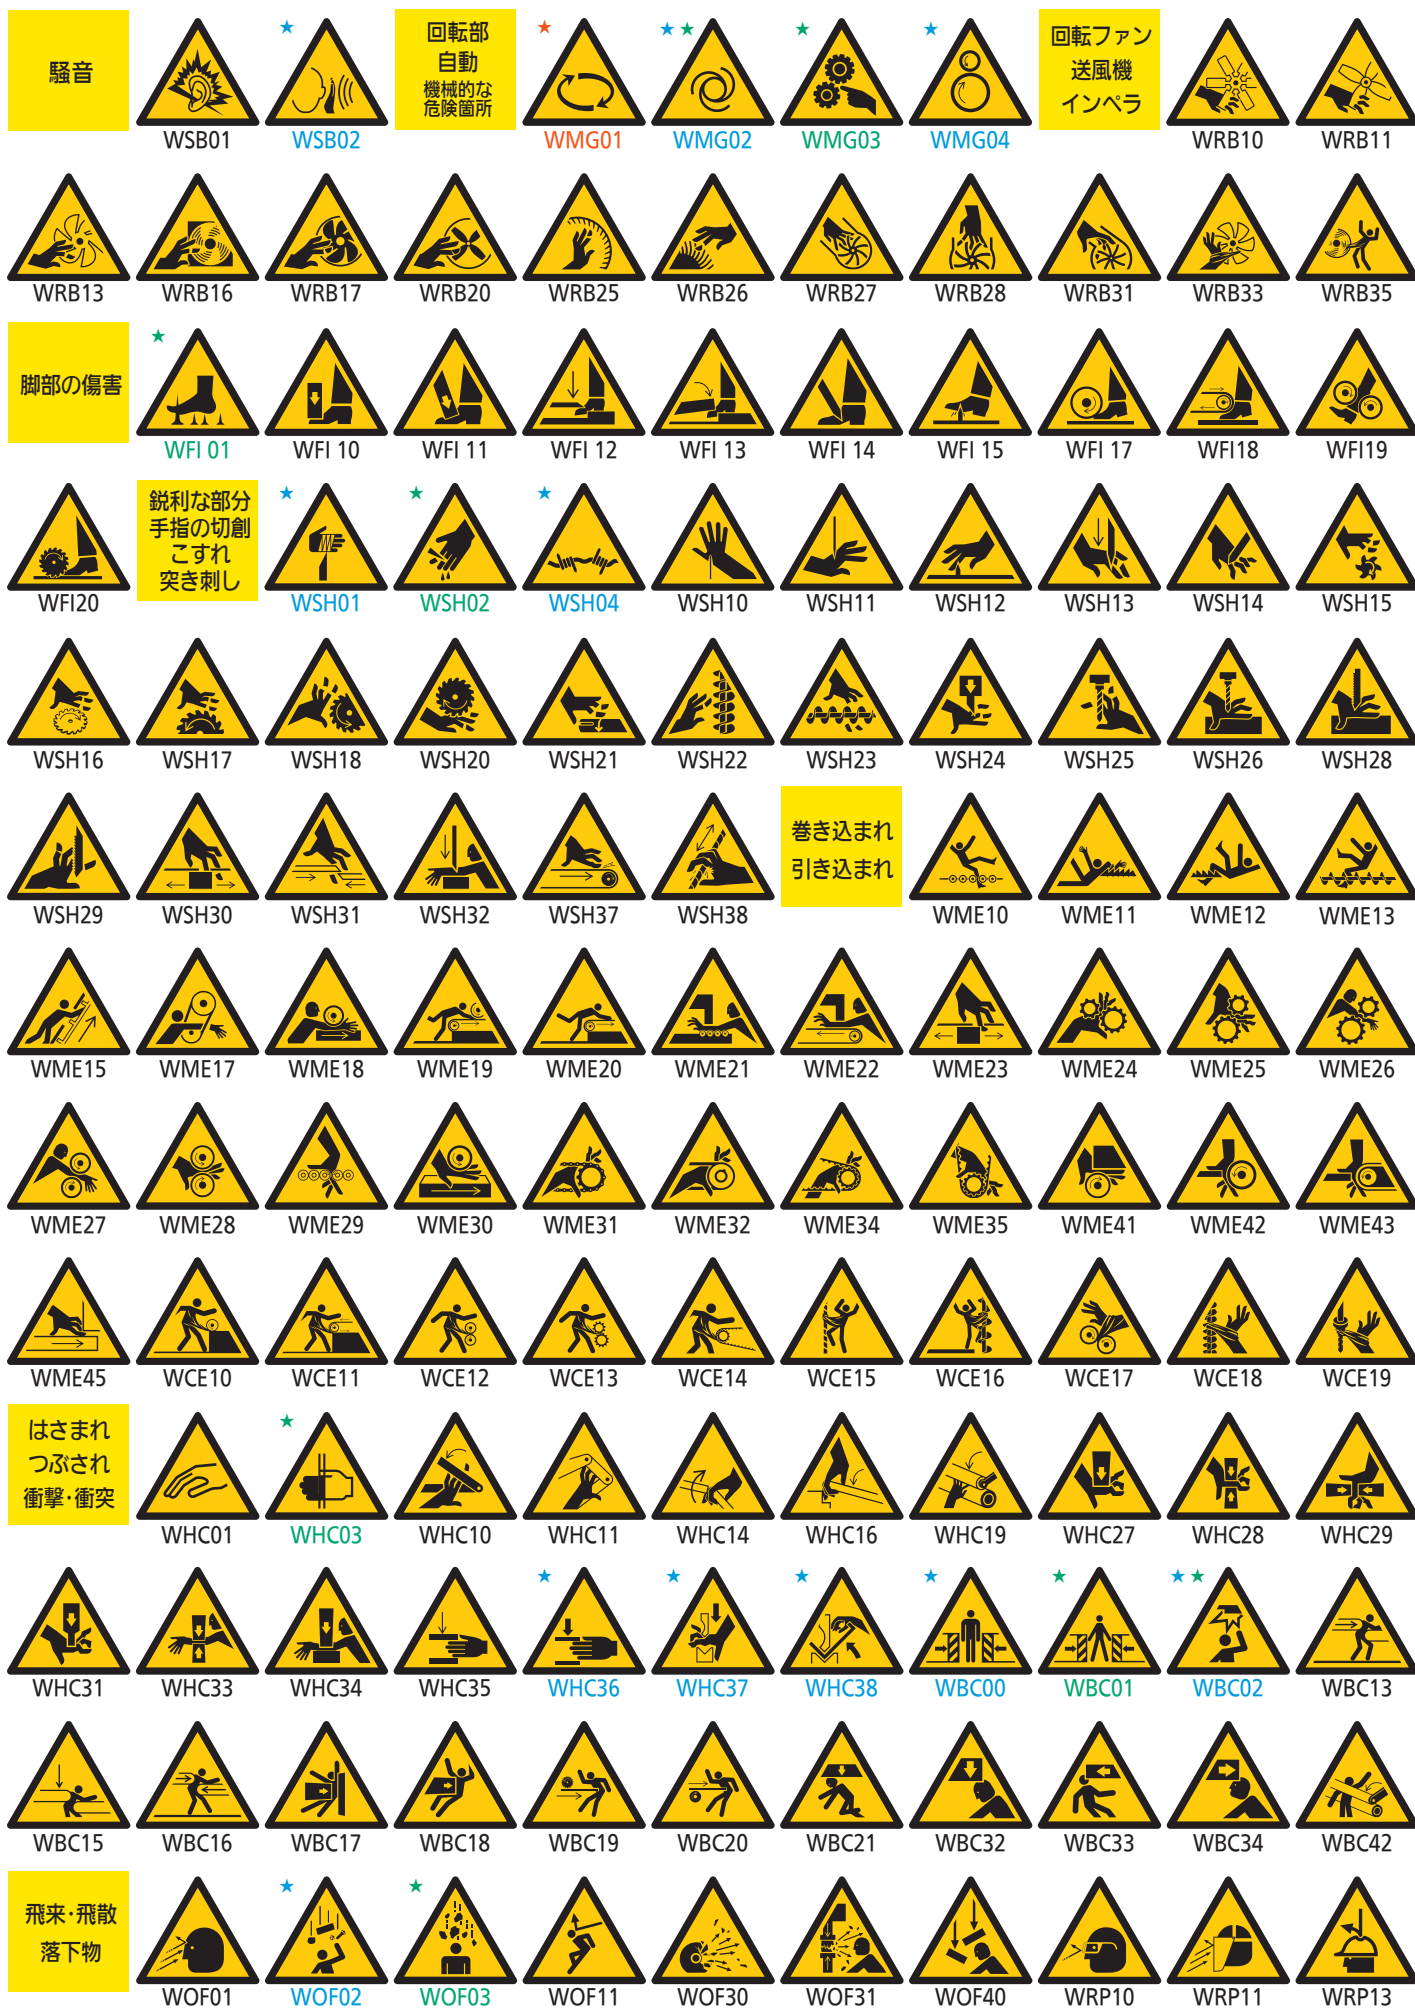 騒音
WSB01
★
WSB02
回転部
自動
機械的な
危険箇所
★
WMG01
★★
WMG02
★
WMG03
★
WMG04
回転ファン
送風機
インペラ
WRB10
WRB11
WRB13
WRB16
WRB17
WRB20
WRB25
WRB26
WRB27
WRB28
WRB31
WRB33
WRB35
脚部の傷害
★
WFI 01
WFI 10
WFI 11
WFI 12
WFI 13
WFI 14
WFI 15
WFI 17
WFI18
WFI19
WFI20
鋭利な部分
手指の切創
こすれ
突き刺し
★
WSH01
★
WSH02
★
WSH04
WSH10
WSH11
WSH12
WSH13
WSH14
WSH15
WSH16
WSH17
WSH18
WSH20
WSH21
WSH22
WSH23
WSH24
WSH25
WSH26
WSH28
WSH29
WSH30
WSH31
WSH32
WSH37
WSH38
巻き込まれ
引き込まれ
WME10
WME11
WME12
WME13
WME15
WME17
WME18
WME19
WME20
WME21
WME22
WME23
WME24
WME25
WME26
WME27
WME28
WME29
WME30
WME31
WME32
WME34
WME35
WME41
WME42
WME43
WME45
WCE10
WCE11
WCE12
WCE13
WCE14
WCE15
WCE16
WCE17
WCE18
WCE19
はさまれ
つぶされ
衝撃・衝突
WHC01
★
WHC03
WHC10
WHC11
WHC14
WHC16
WHC19
WHC27
WHC28
WHC29
WHC31
WHC33
WHC34
WHC35
★
WHC36
★
WHC37
★
WHC38
★
WBC00
★
WBC01
★★
WBC02
WBC13
WBC15
WBC16
WBC17
WBC18
WBC19
WBC20
WBC21
WBC32
WBC33
WBC34
WBC42
飛来・飛散
落下物
WOF01
★
WOF02
★
WOF03
WOF11
WOF30
WOF31
WOF40
WRP10
WRP11
WRP13